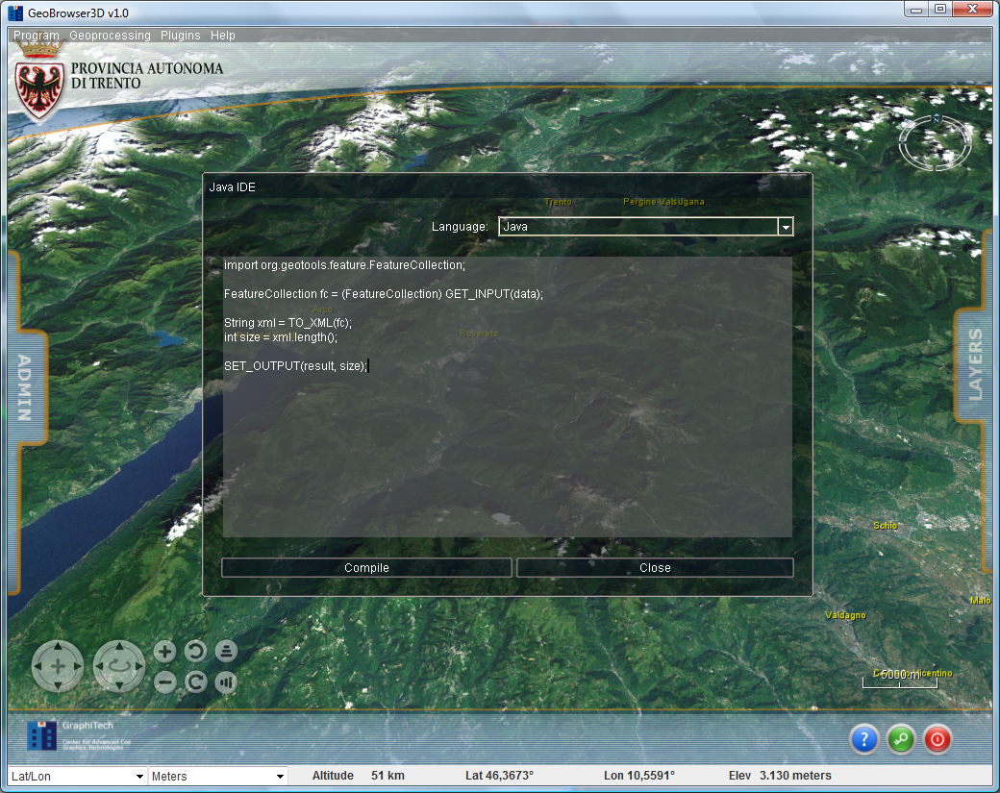 GeoBrowser3D v1.0
Program Geoprocessing Plugins Help
PROVINCIA AUTONOMA
DI TRENTO
Java IDE
Trento Pergine Valsugana
Language: Java
import org.geotools.feature.FeatureCollection;
FeatureCollection fc = (FeatureCollection) GET_INPUT(data);
Arco
String xml = TO_XML(fc);
Rovereto
int size = xml.length();
SET_OUTPUT(result, size);
ADMIN
LAYERS
Schio
Compile Close
Malo
Valdagno
5000 m
GraphiTech
Center for Advanced Computer
Graphics Technologies
Lat/Lon Meters Altitude 51 km Lat 46,3673° Lon 10,5591° Elev 3.130 meters